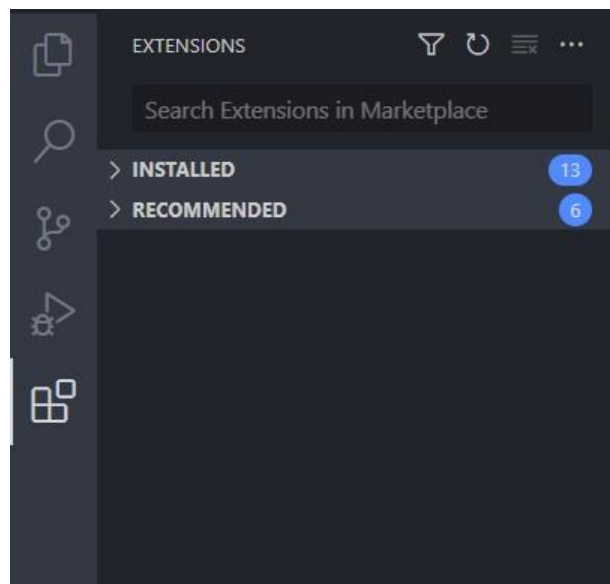 EXTENSIONS
Search Extensions in Marketplace
INSTALLED 13
RECOMMENDED 6